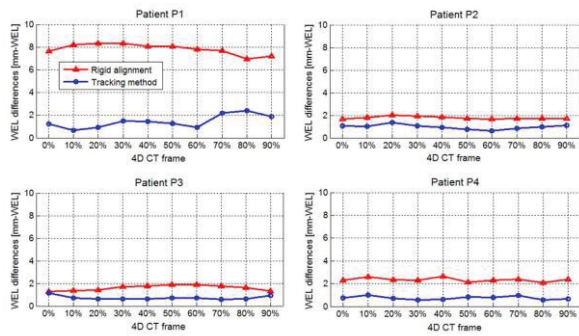 Patient P1
WEL differences [mm-WEL]
10
8
6
4
2
0
Rigid alignment
Tracking method
0% 10% 20% 30% 40% 50% 60% 70% 80% 90%
4D CT frame
Patient P2
WEL differences [mm-WEL]
10
8
6
4
2
0
0% 10% 20% 30% 40% 50% 60% 70% 80% 90%
4D CT frame
Patient P3
WEL differences [mm-WEL]
10
8
6
4
2
0
0% 10% 20% 30% 40% 50% 60% 70% 80% 90%
4D CT frame
Patient P4
WEL differences [mm-WEL]
10
8
6
4
2
0
0% 10% 20% 30% 40% 50% 60% 70% 80% 90%
4D CT frame